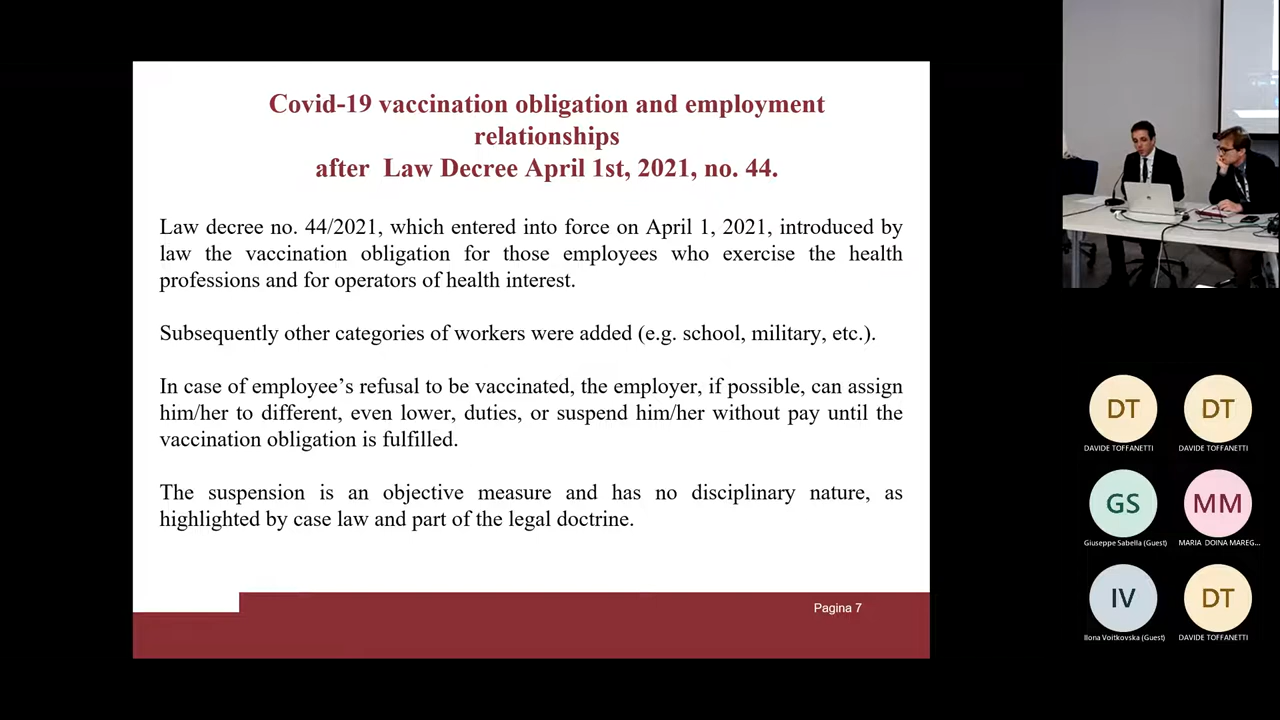 Covid-19 vaccination obligation and employment
relationships
after Law Decree April 1st, 2021, no. 44.
Law decree no. 44/2021, which entered into force on April 1, 2021, introduced by
law the vaccination obligation for those employees who exercise the health
professions and for operators of health interest.
Subsequently other categories of workers were added (e.g. school, military, etc.).
In case of employee's refusal to be vaccinated, the employer, if possible, can assign
him/her to different, even lower, duties, or suspend him/her without pay until the
vaccination obligation is fulfilled.
The suspension is an objective measure and has no disciplinary nature, as
highlighted by case law and part of the legal doctrine.
Pagina 7
DT
DT
DAVIDE TOFFANETTI
DAVIDE TOFFANETTI
GS
MM
Giuseppe Sabella (Guest)
MARIA DOINA MAREG...
IV
DT
Ilona Voitkovska (Guest)
DAVIDE TOFFANETTI